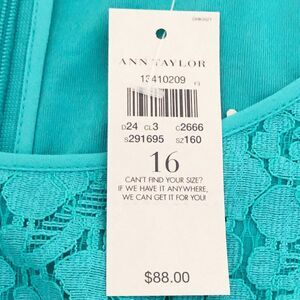 ANN TAYLOR
13410209
D24 CL3 C2666
S291695 SZ160
16
CAN'T FIND YOUR SIZE?
IF WE HAVE IT ANYWHERE,
WE CAN GET IT FOR YOU!
$88.00